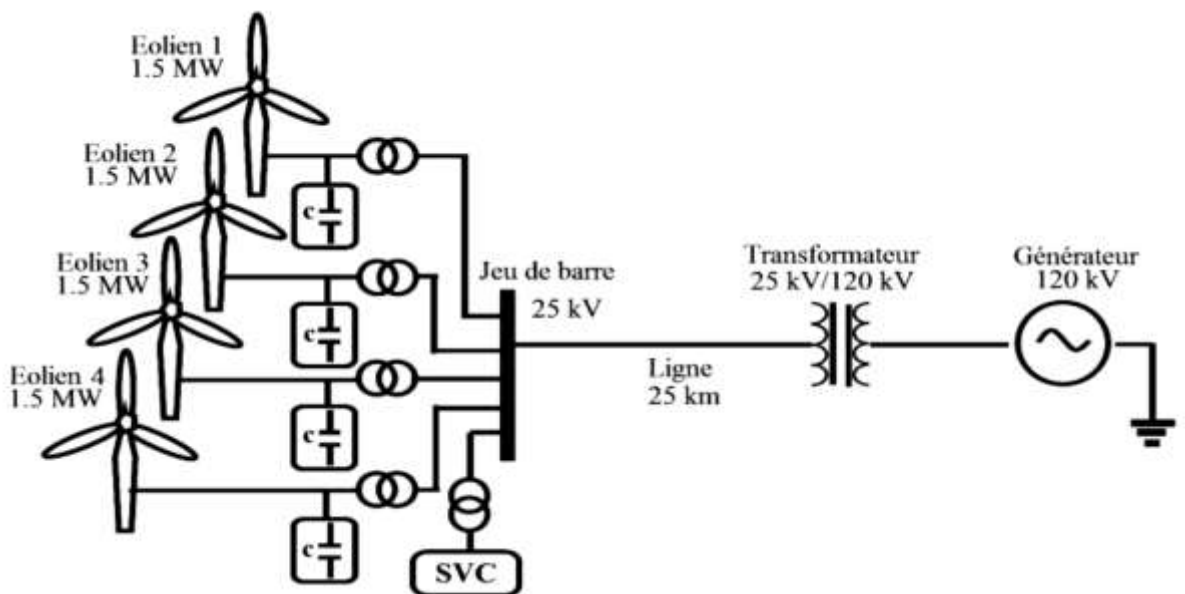 Eolien 1
1.5 MW
Eolien 2
1.5 MW
Eolien 3
1.5 MW
Eolien 4
1.5 MW
c
c
c
c
Jeu de barre
25 kV
SVC
Ligne
25 km
Transformateur
25 kV/120 kV
Générateur
120 kV